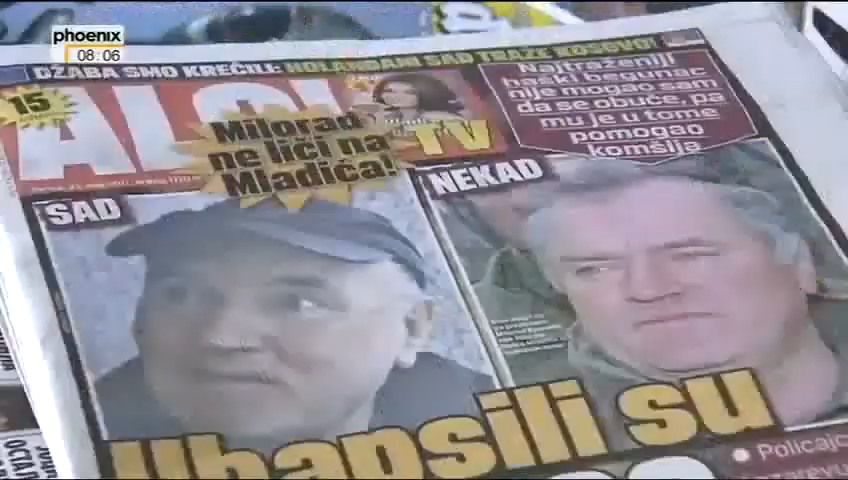 phoenix
08:06
DŽABA SMO KREČILI: HOLANĐANI SAD TRAŽE KOSOVO!
15
ALO!
TV
Milorad
ne liči na
Mladića!
Najtraženiji
haški begunac
nije mogao sam
da se obuče, pa
mu je u tome
pomogao
komšija
SAD
NEKAD
Uhapsili su
• Policajc